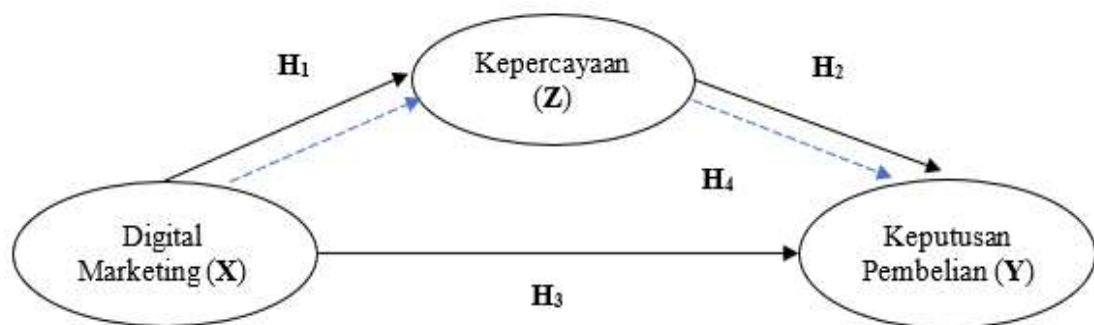 H₁
Kepercayaan
(Z)
H₂
H₄
Digital
Marketing (X)
Keputusan
Pembelian (Y)
H₃